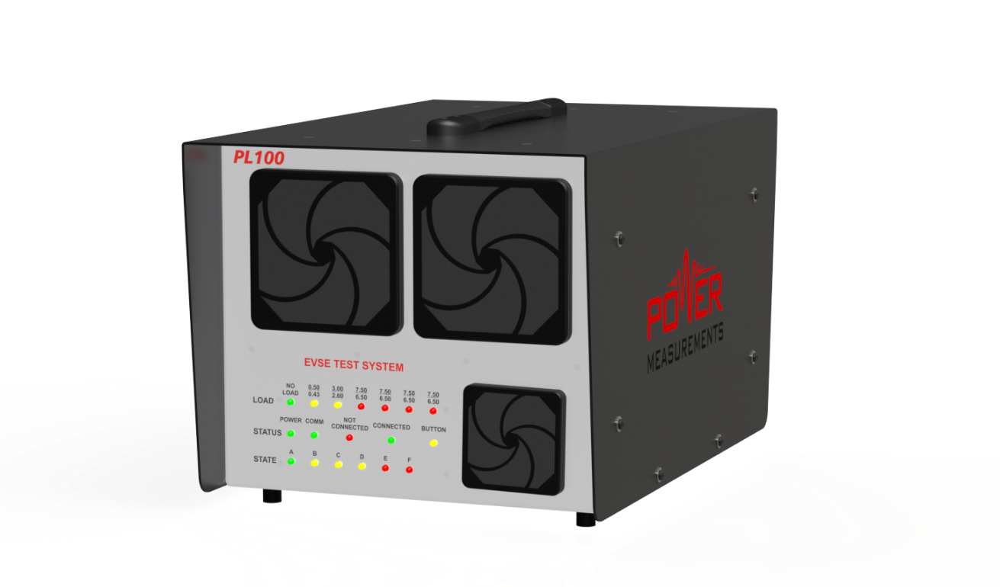 PL100
EVSE TEST SYSTEM
NO LOAD 0.50 3.00 7.50 7.50 7.50 7.50
0.43 2.60 6.50 6.50 6.50 6.50
LOAD
POWER COMM NOT CONNECTED CONNECTED BUTTON
STATUS
A B C D E F
STATE
POWER
MEASUREMENTS